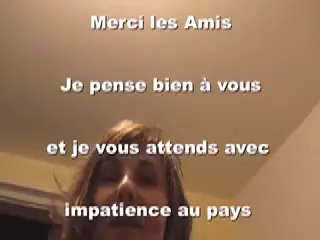 Merci les Amis
Je pense bien à vous
et je vous attends avec
impatience au pays